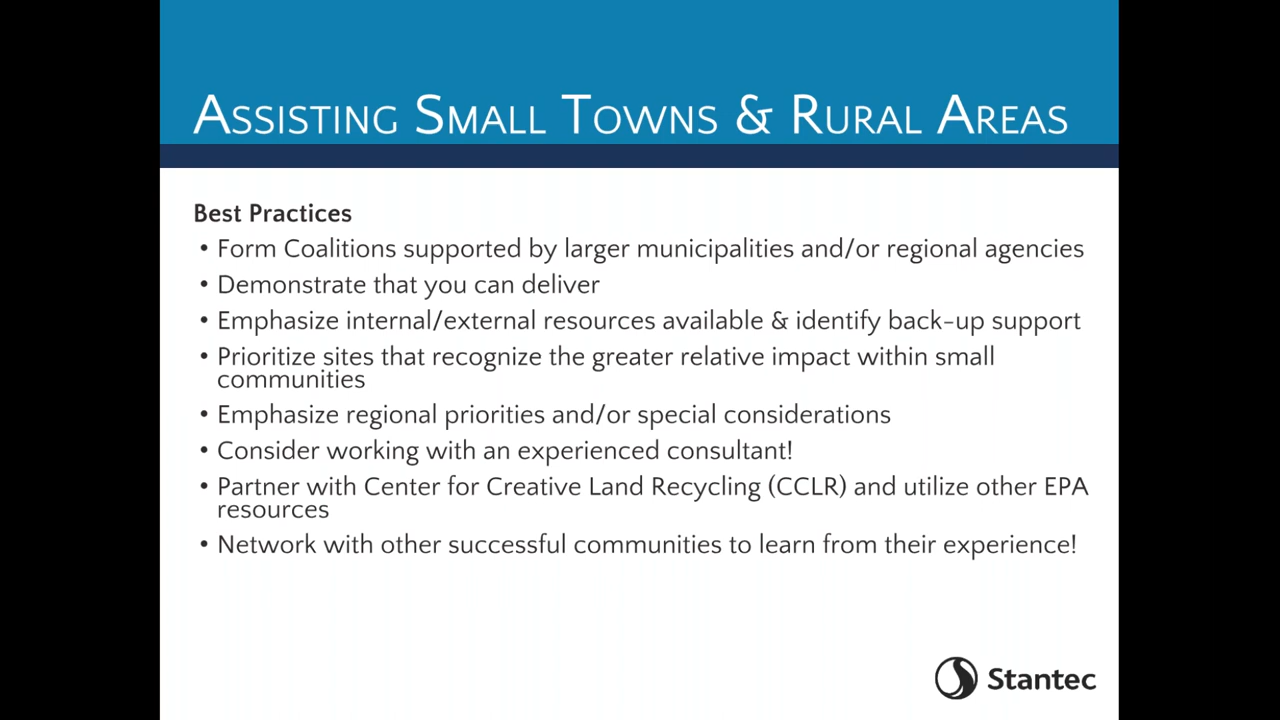 Assisting Small Towns & Rural Areas
Best Practices
• Form Coalitions supported by larger municipalities and/or regional agencies
• Demonstrate that you can deliver
• Emphasize internal/external resources available & identify back-up support
• Prioritize sites that recognize the greater relative impact within small
communities
• Emphasize regional priorities and/or special considerations
• Consider working with an experienced consultant!
• Partner with Center for Creative Land Recycling (CCLR) and utilize other EPA
resources
• Network with other successful communities to learn from their experience!
Stantec